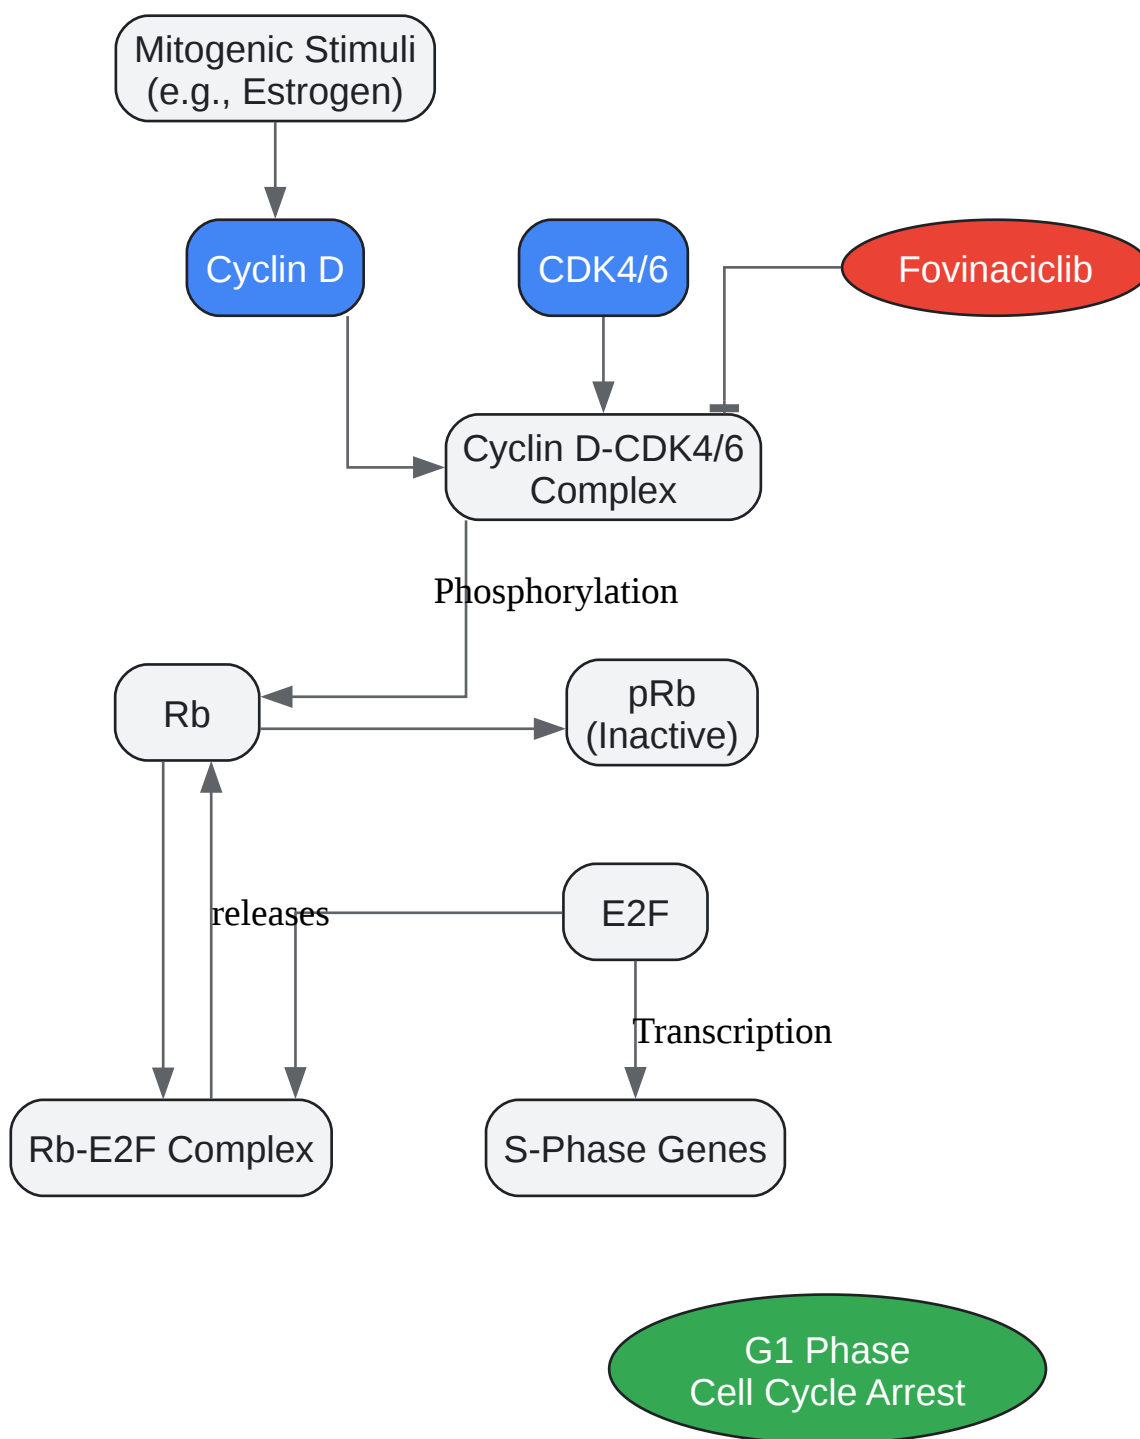 Mitogenic Stimuli
(e.g., Estrogen)
Cyclin D
CDK4/6
Fovinaciclib
Cyclin D-CDK4/6
Complex
Phosphorylation
Rb
pRb
(Inactive)
releases
E2F
Transcription
Rb-E2F Complex
S-Phase Genes
G1 Phase
Cell Cycle Arrest